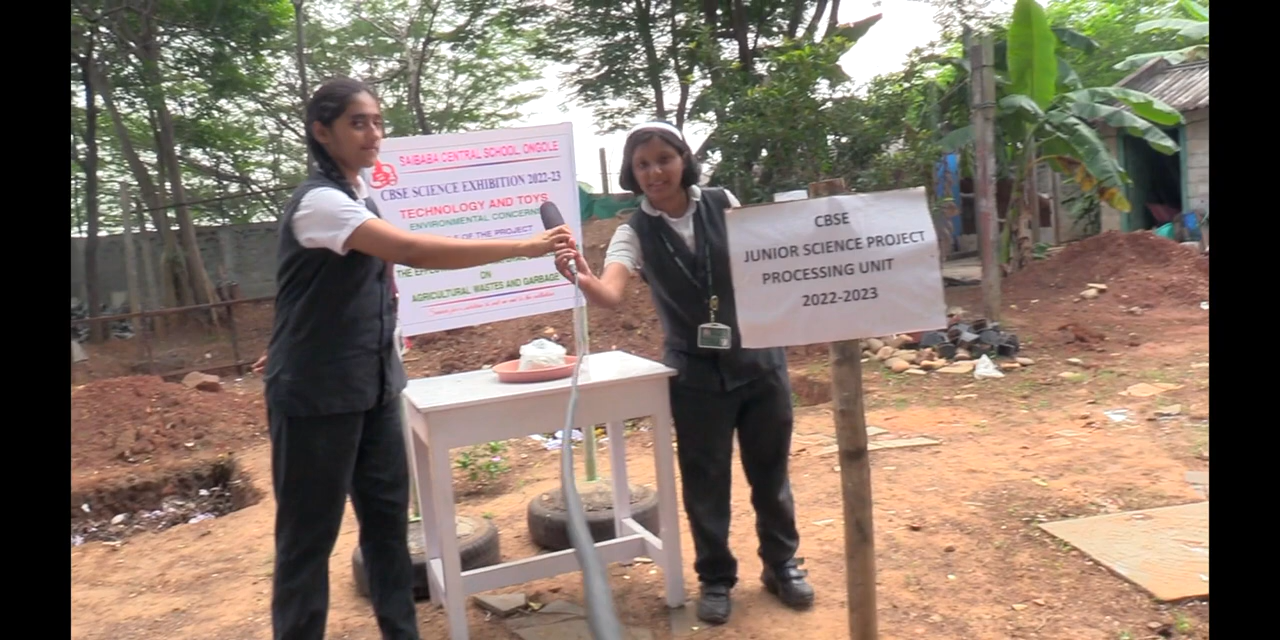 SAIBABA CENTRAL SCHOOL, ONGOLE
CBSE SCIENCE EXHIBITION 2022-23
TECHNOLOGY AND TOYS
ENVIRONMENTAL CONCERNS
OF THE PROJECT
THE
ON
AGRICULTURAL WASTES AND GARBAGE
CBSE
JUNIOR SCIENCE PROJECT
PROCESSING UNIT
2022-2023